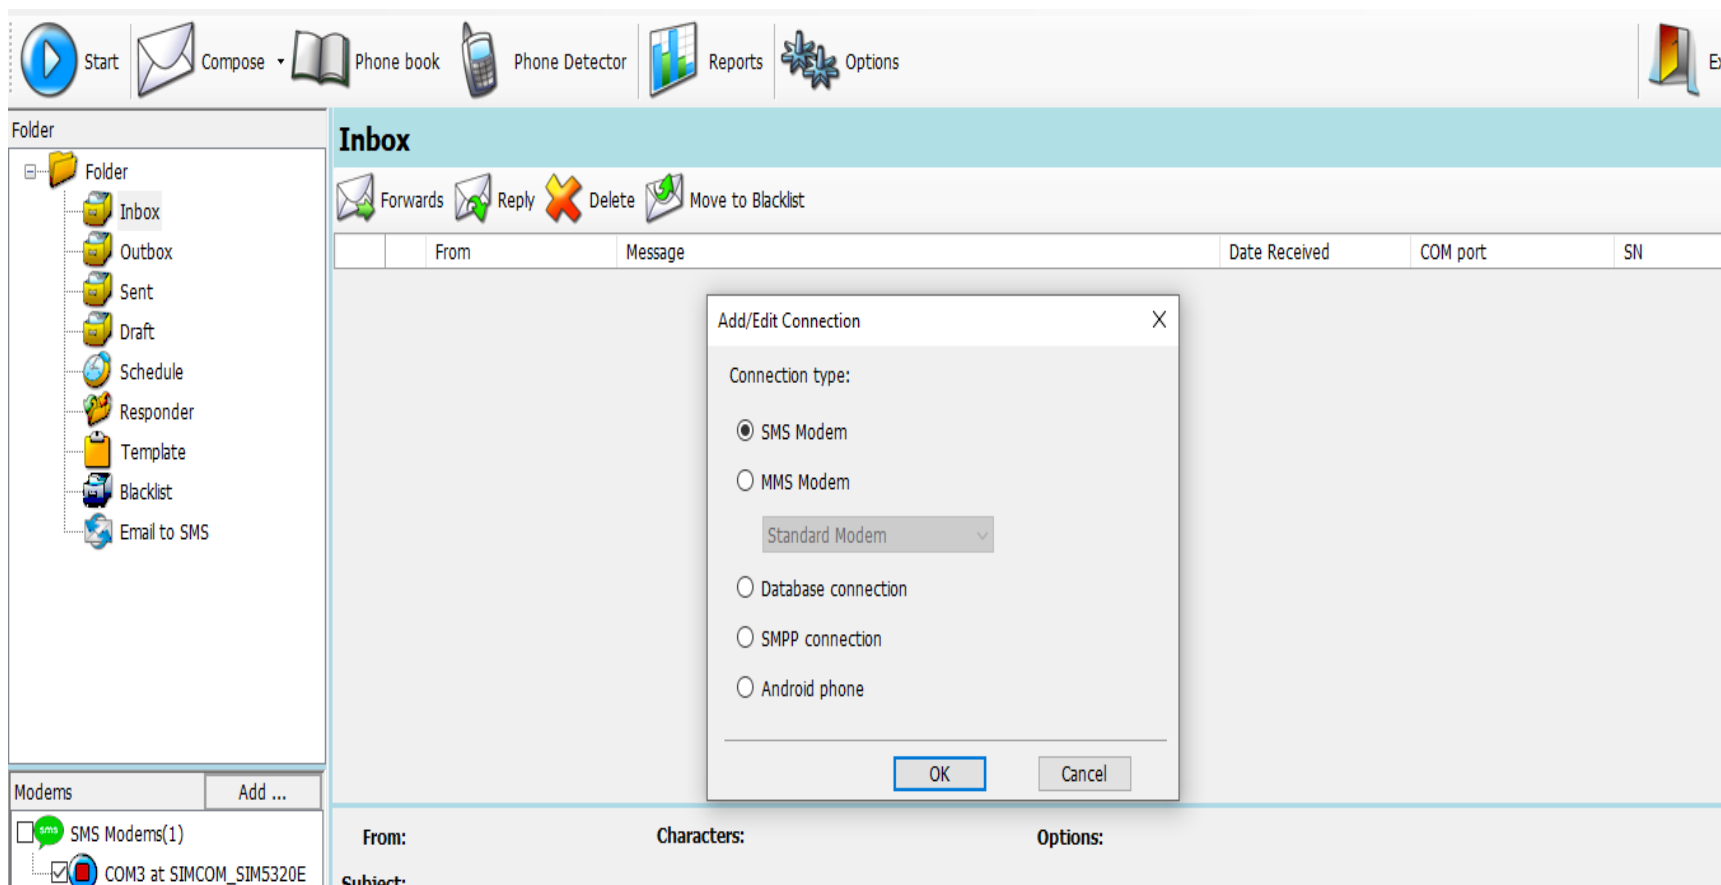 Start Compose Phone book Phone Detector Reports Options
Folder
Folder
Inbox
Outbox
Sent
Draft
Schedule
Responder
Template
Blacklist
Email to SMS
Modems Add ...
sms SMS Modems(1)
COM3 at SIMCOM_SIM5320E
Inbox
Forwards Reply Delete Move to Blacklist
From Message Date Received COM port SN
Add/Edit Connection
Connection type:
SMS Modem
MMS Modem
Standard Modem
Database connection
SMPP connection
Android phone
OK Cancel
From: Characters: Options:
Subject: